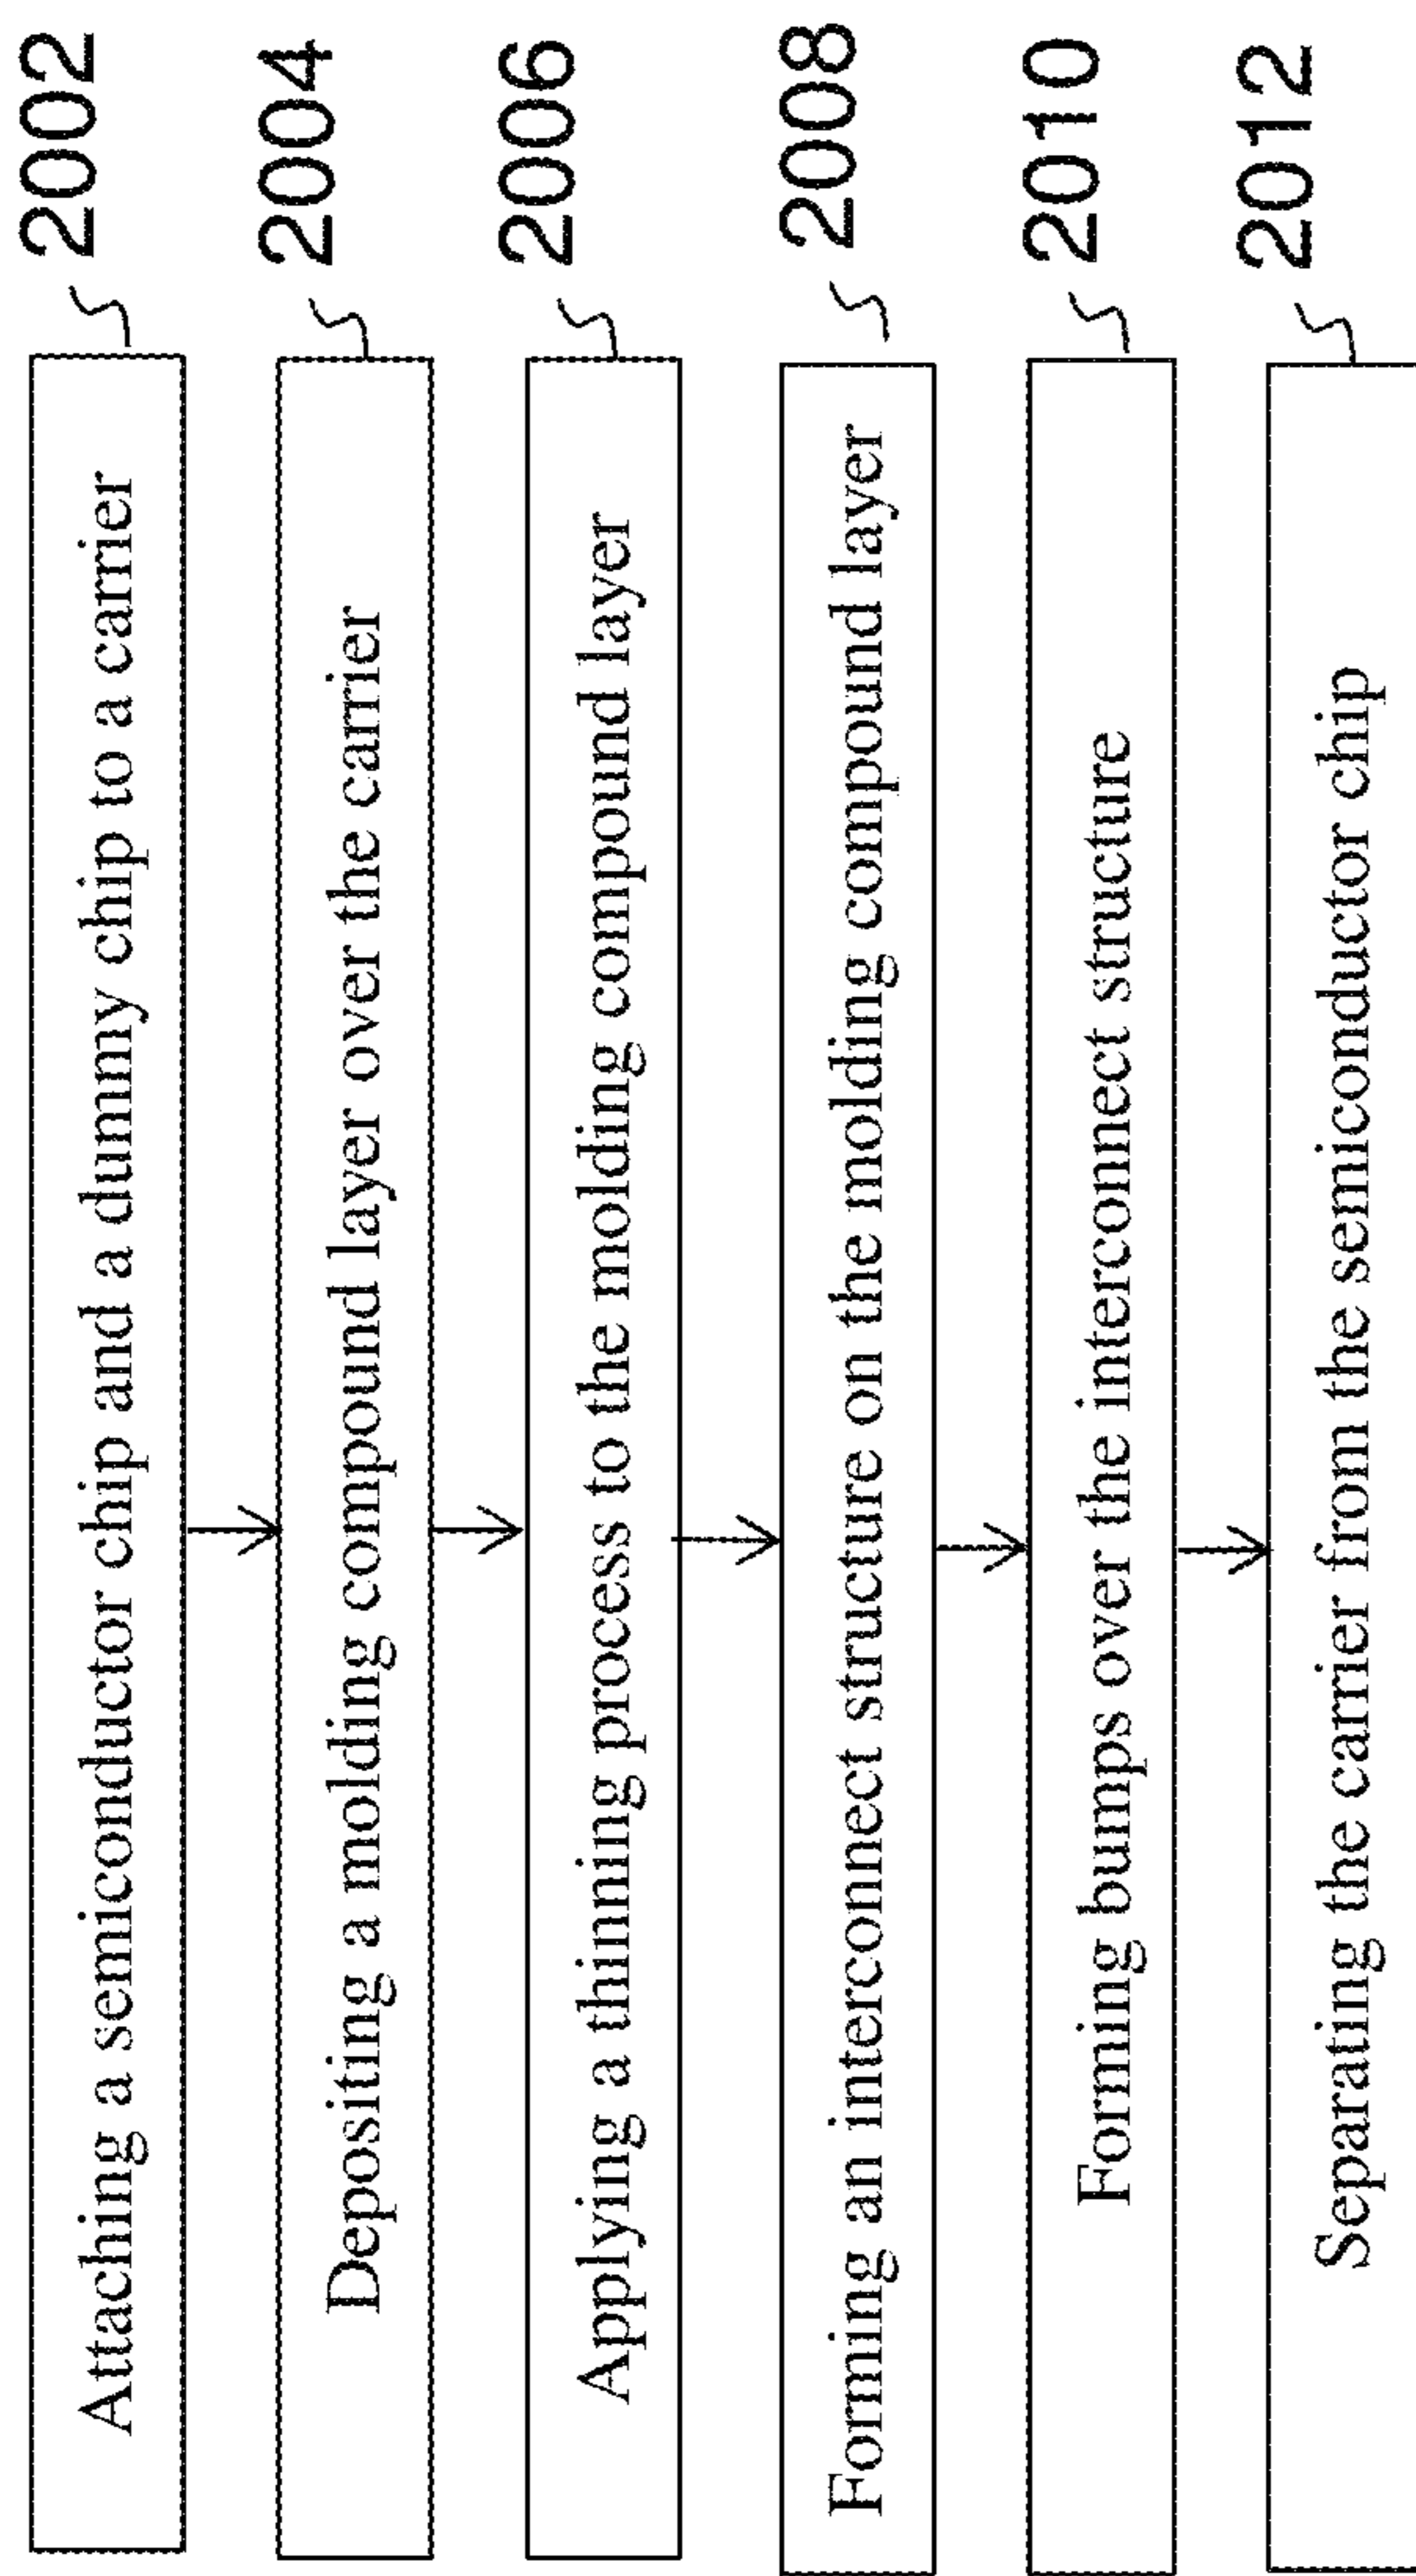 Attaching a semiconductor chip and a dummy chip to a carrier
2002
Depositing a molding compound layer over the carrier
2004
Applying a thinning process to the molding compound layer
2006
Forming an interconnect structure on the molding compound layer
2008
Forming bumps over the interconnect structure
2010
Separating the carrier from the semiconductor chip
2012